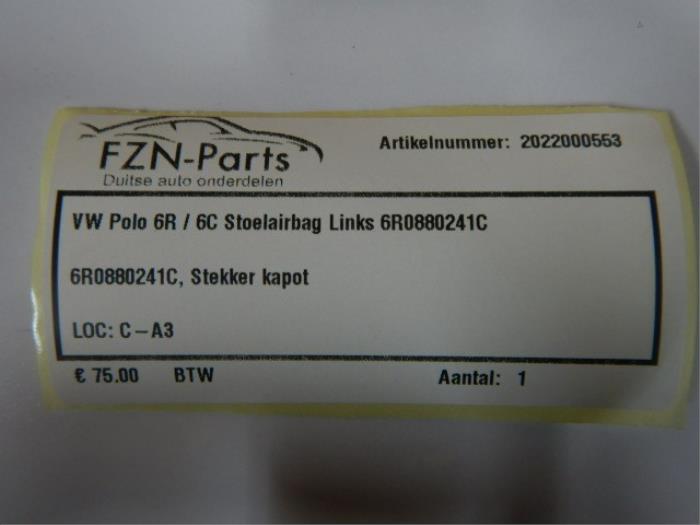 FZN-Parts
Duitse auto onderdelen
Artikelnummer: 2022000553
VW Polo 6R / 6C Stoelairbag Links 6R0880241C
6R0880241C, Stekker kapot
LOC: C-A3
€ 75.00 BTW Aantal: 1